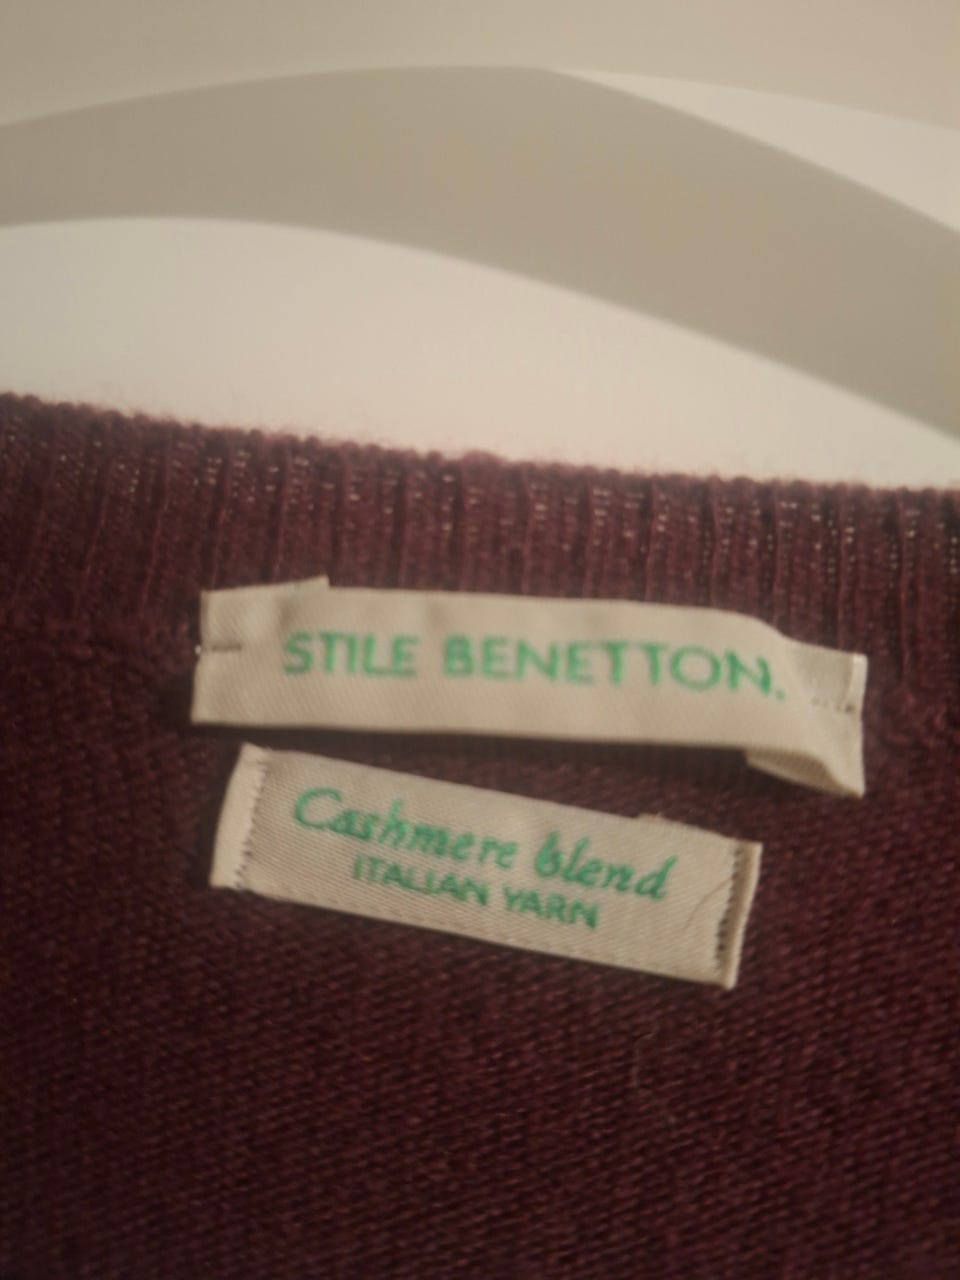 STILE BENETTON.
Cashmere blend
ITALIAN YARN